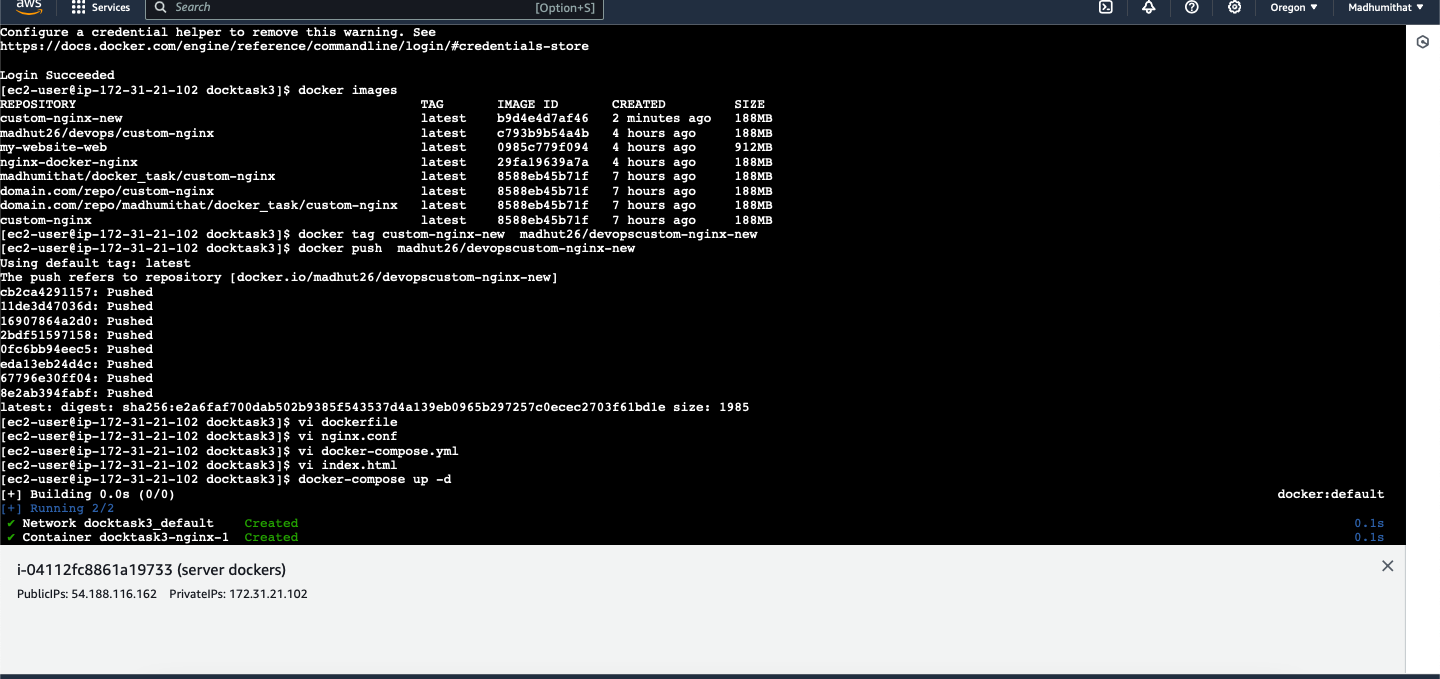 aws
Services
Search
[Option+S]
Oregon ▼
Madhumithat ▼
Configure a credential helper to remove this warning. See
https://docs.docker.com/engine/reference/commandline/login/#credentials-store
Login Succeeded
[ec2-user@ip-172-31-21-102 docktask3]$ docker images
REPOSITORY TAG IMAGE ID CREATED SIZE
custom-nginx-new latest b9d4e4d7af46 2 minutes ago 188MB
madhut26/devops/custom-nginx latest c793b9b54a4b 4 hours ago 188MB
my-website-web latest 0985c779f094 4 hours ago 912MB
nginx-docker-nginx latest 29fa19639a7a 4 hours ago 188MB
madhumithat/docker_task/custom-nginx latest 8588eb45b71f 7 hours ago 188MB
domain.com/repo/custom-nginx latest 8588eb45b71f 7 hours ago 188MB
domain.com/repo/madhumithat/docker_task/custom-nginx latest 8588eb45b71f 7 hours ago 188MB
custom-nginx latest 8588eb45b71f 7 hours ago 188MB
[ec2-user@ip-172-31-21-102 docktask3]$ docker tag custom-nginx-new  madhut26/devopscustom-nginx-new
[ec2-user@ip-172-31-21-102 docktask3]$ docker push  madhut26/devopscustom-nginx-new
Using default tag: latest
The push refers to repository [docker.io/madhut26/devopscustom-nginx-new]
cb2ca4291157: Pushed
11de3d47036d: Pushed
16907864a2d0: Pushed
2bdf51597158: Pushed
0fc6bb94eec5: Pushed
eda13eb24d4c: Pushed
67796e30ff04: Pushed
8e2ab394fabf: Pushed
latest: digest: sha256:e2a6faf700dab502b9385f543537d4a139eb0965b297257c0ecec2703f61bd1e size: 1985
[ec2-user@ip-172-31-21-102 docktask3]$ vi dockerfile
[ec2-user@ip-172-31-21-102 docktask3]$ vi nginx.conf
[ec2-user@ip-172-31-21-102 docktask3]$ vi docker-compose.yml
[ec2-user@ip-172-31-21-102 docktask3]$ vi index.html
[ec2-user@ip-172-31-21-102 docktask3]$ docker-compose up -d
[+] Building 0.0s (0/0) docker:default
[+] Running 2/2
✔ Network docktask3_default Created 0.1s
✔ Container docktask3-nginx-1 Created 0.1s
i-04112fc8861a19733 (server dockers)
PublicIPs: 54.188.116.162 PrivateIPs: 172.31.21.102